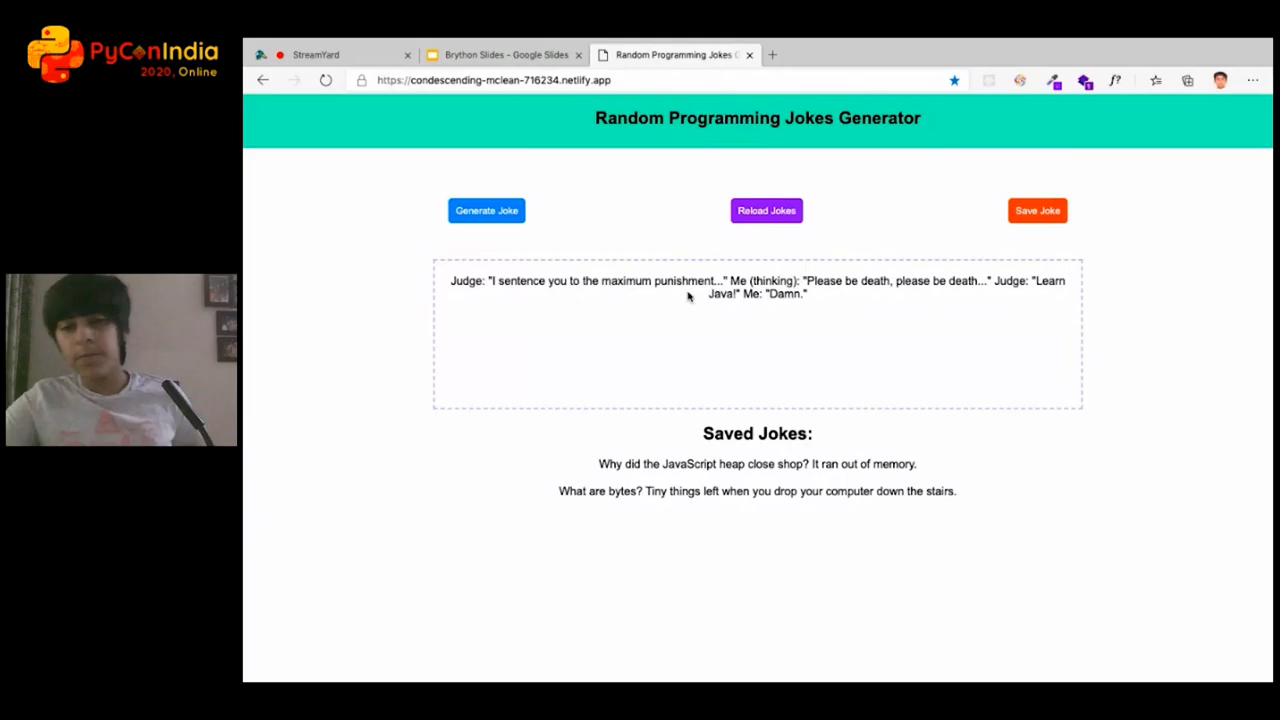 PyConIndia
2020, Online
StreamYard
Brython Slides - Google Slides
Random Programming Jokes G
https://condescending-mclean-716234.netlify.app
f?
Random Programming Jokes Generator
Generate Joke
Reload Jokes
Save Joke
Judge: "I sentence you to the maximum punishment..." Me (thinking): "Please be death, please be death..." Judge: "Learn
Java!" Me: "Damn."
Saved Jokes:
Why did the JavaScript heap close shop? It ran out of memory.
What are bytes? Tiny things left when you drop your computer down the stairs.